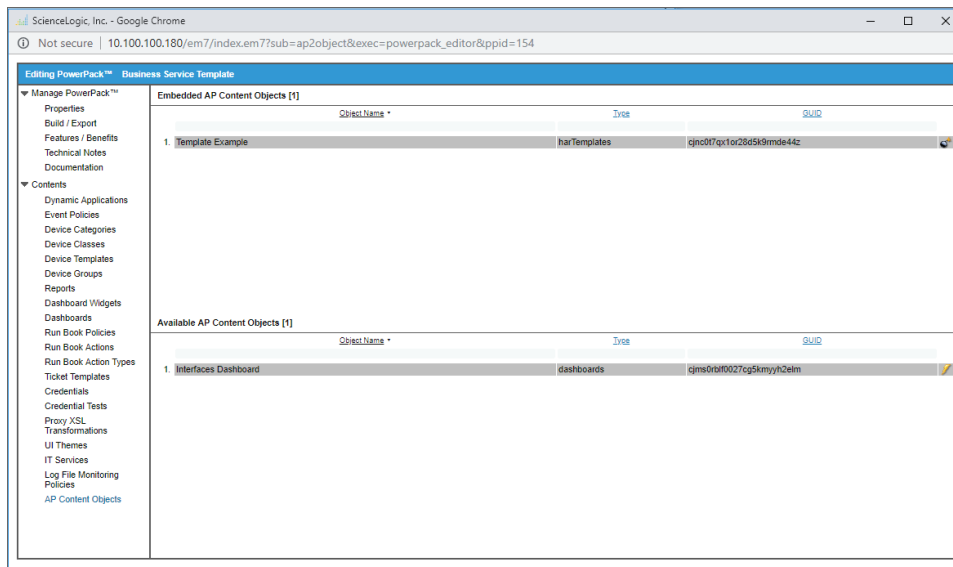 ScienceLogic, Inc. - Google Chrome
Not secure | 10.100.100.180/em7/index.em7?sub=ap2object&exec=powerpack_editor&ppid=154
Editing PowerPack™ Business Service Template
Manage PowerPack™
Properties
Build / Export
Features / Benefits
Technical Notes
Documentation
Contents
Dynamic Applications
Event Policies
Device Categories
Device Classes
Device Templates
Device Groups
Reports
Dashboard Widgets
Dashboards
Run Book Policies
Run Book Actions
Run Book Action Types
Ticket Templates
Credentials
Credential Tests
Proxy XSL
Transformations
UI Themes
IT Services
Log File Monitoring
Policies
AP Content Objects
Embedded AP Content Objects [1]
Object Name Type GUID
1. Template Example harTemplates cjnc0t7qx1or28d5k9rmde44z
Available AP Content Objects [1]
Object Name Type GUID
1. Interfaces Dashboard dashboards cjms0rblf0027cg5kmyyh2elm